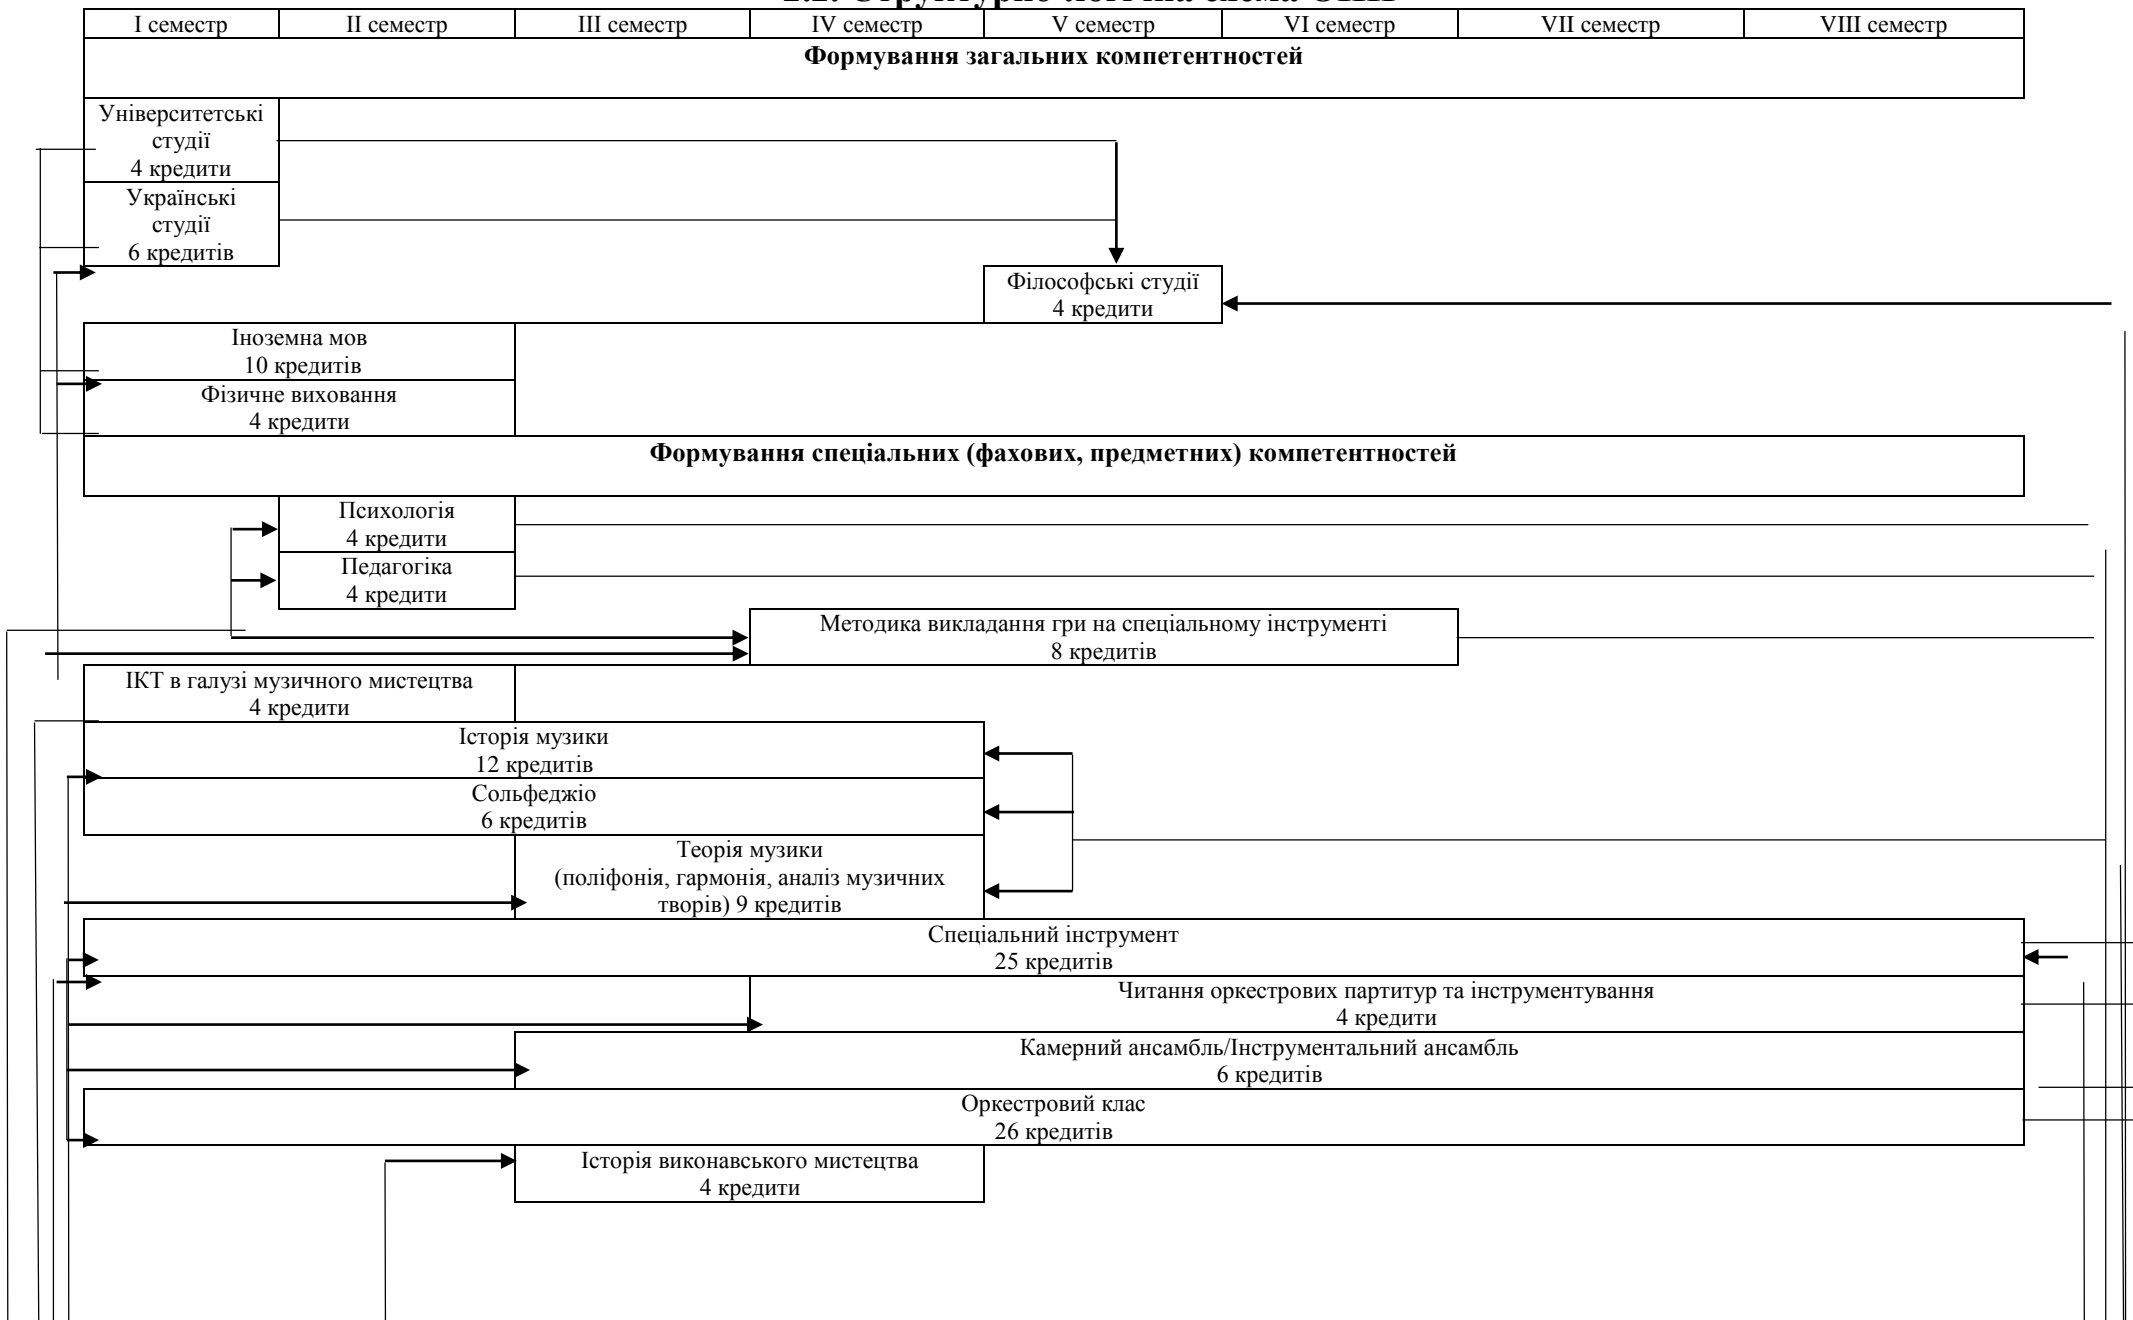 I семестр II семестр III семестр IV семестр V семестр VI семестр VII семестр VIII семестр
Формування загальних компетентностей
Університетські
студії
4 кредити
Українські
студії
6 кредитів
Філософські студії
4 кредити
Іноземна мов
10 кредитів
Фізичне виховання
4 кредити
Формування спеціальних (фахових, предметних) компетентностей
Психологія
4 кредити
Педагогіка
4 кредити
Методика викладання гри на спеціальному інструменті
8 кредитів
ІКТ в галузі музичного мистецтва
4 кредити
Історія музики
12 кредитів
Сольфеджіо
6 кредитів
Теорія музики
(поліфонія, гармонія, аналіз музичних
творів) 9 кредитів
Спеціальний інструмент
25 кредитів
Читання оркестрових партитур та інструментування
4 кредити
Камерний ансамбль/Інструментальний ансамбль
6 кредитів
Оркестровий клас
26 кредитів
Історія виконавського мистецтва
4 кредити